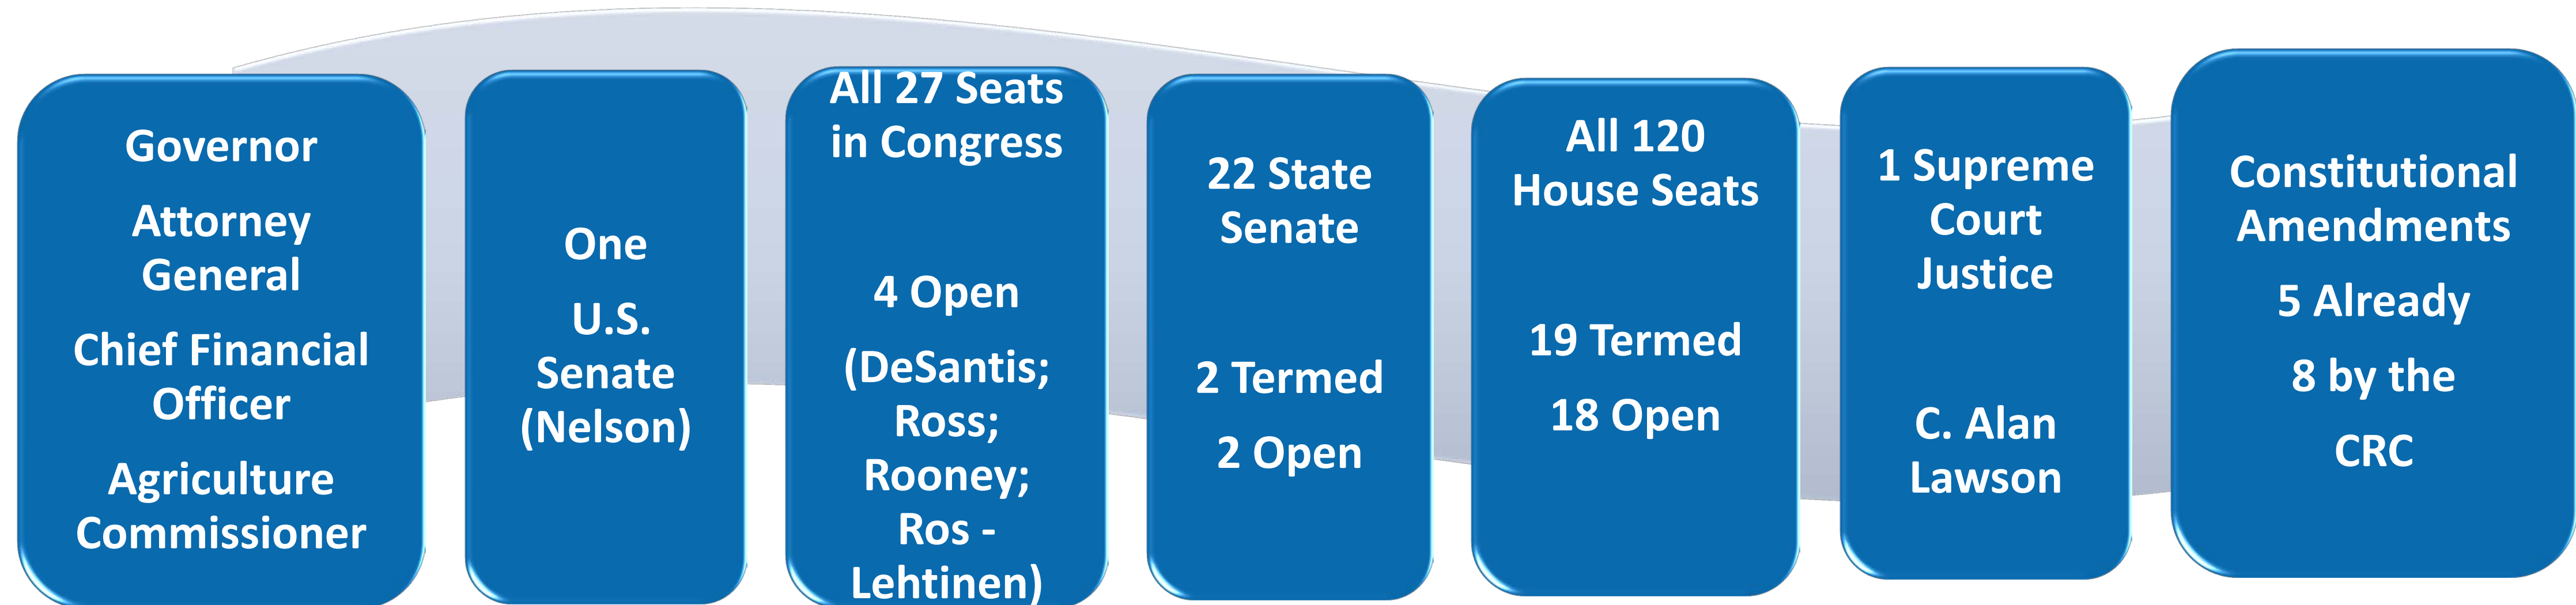 Governor
Attorney
General
Chief Financial
Officer
Agriculture
Commissioner
One
U.S.
Senate
(Nelson)
All 27 Seats
in Congress
4 Open
(DeSantis;
Ross;
Rooney;
Ros -
Lehtinen)
22 State
Senate
2 Termed
2 Open
All 120
House Seats
19 Termed
18 Open
1 Supreme
Court
Justice
C. Alan
Lawson
Constitutional
Amendments
5 Already
8 by the
CRC